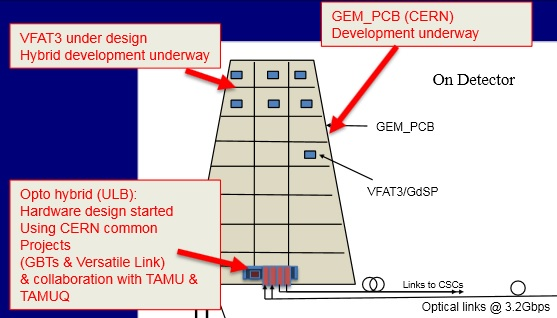 VFAT3 under design
Hybrid development underway
GEM_PCB (CERN)
Development underway
On Detector
GEM_PCB
VFAT3/GdSP
Opto hybrid (ULB):
Hardware design started
Using CERN common
Projects
(GBTs & Versatile Link)
& collaboration with TAMU &
TAMUQ
Links to CSCs
Optical links @ 3.2Gbps